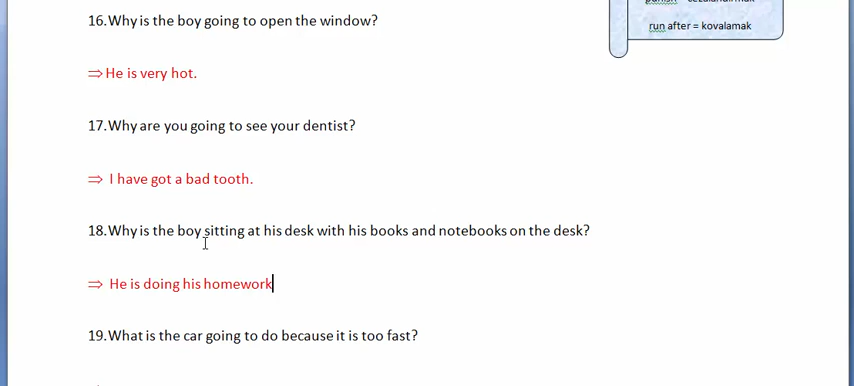 16.Why is the boy going to open the window?
run after = kovalamak
⇒ He is very hot.
17.Why are you going to see your dentist?
⇒ I have got a bad tooth.
18.Why is the boy sitting at his desk with his books and notebooks on the desk?
⇒ He is doing his homework
19.What is the car going to do because it is too fast?